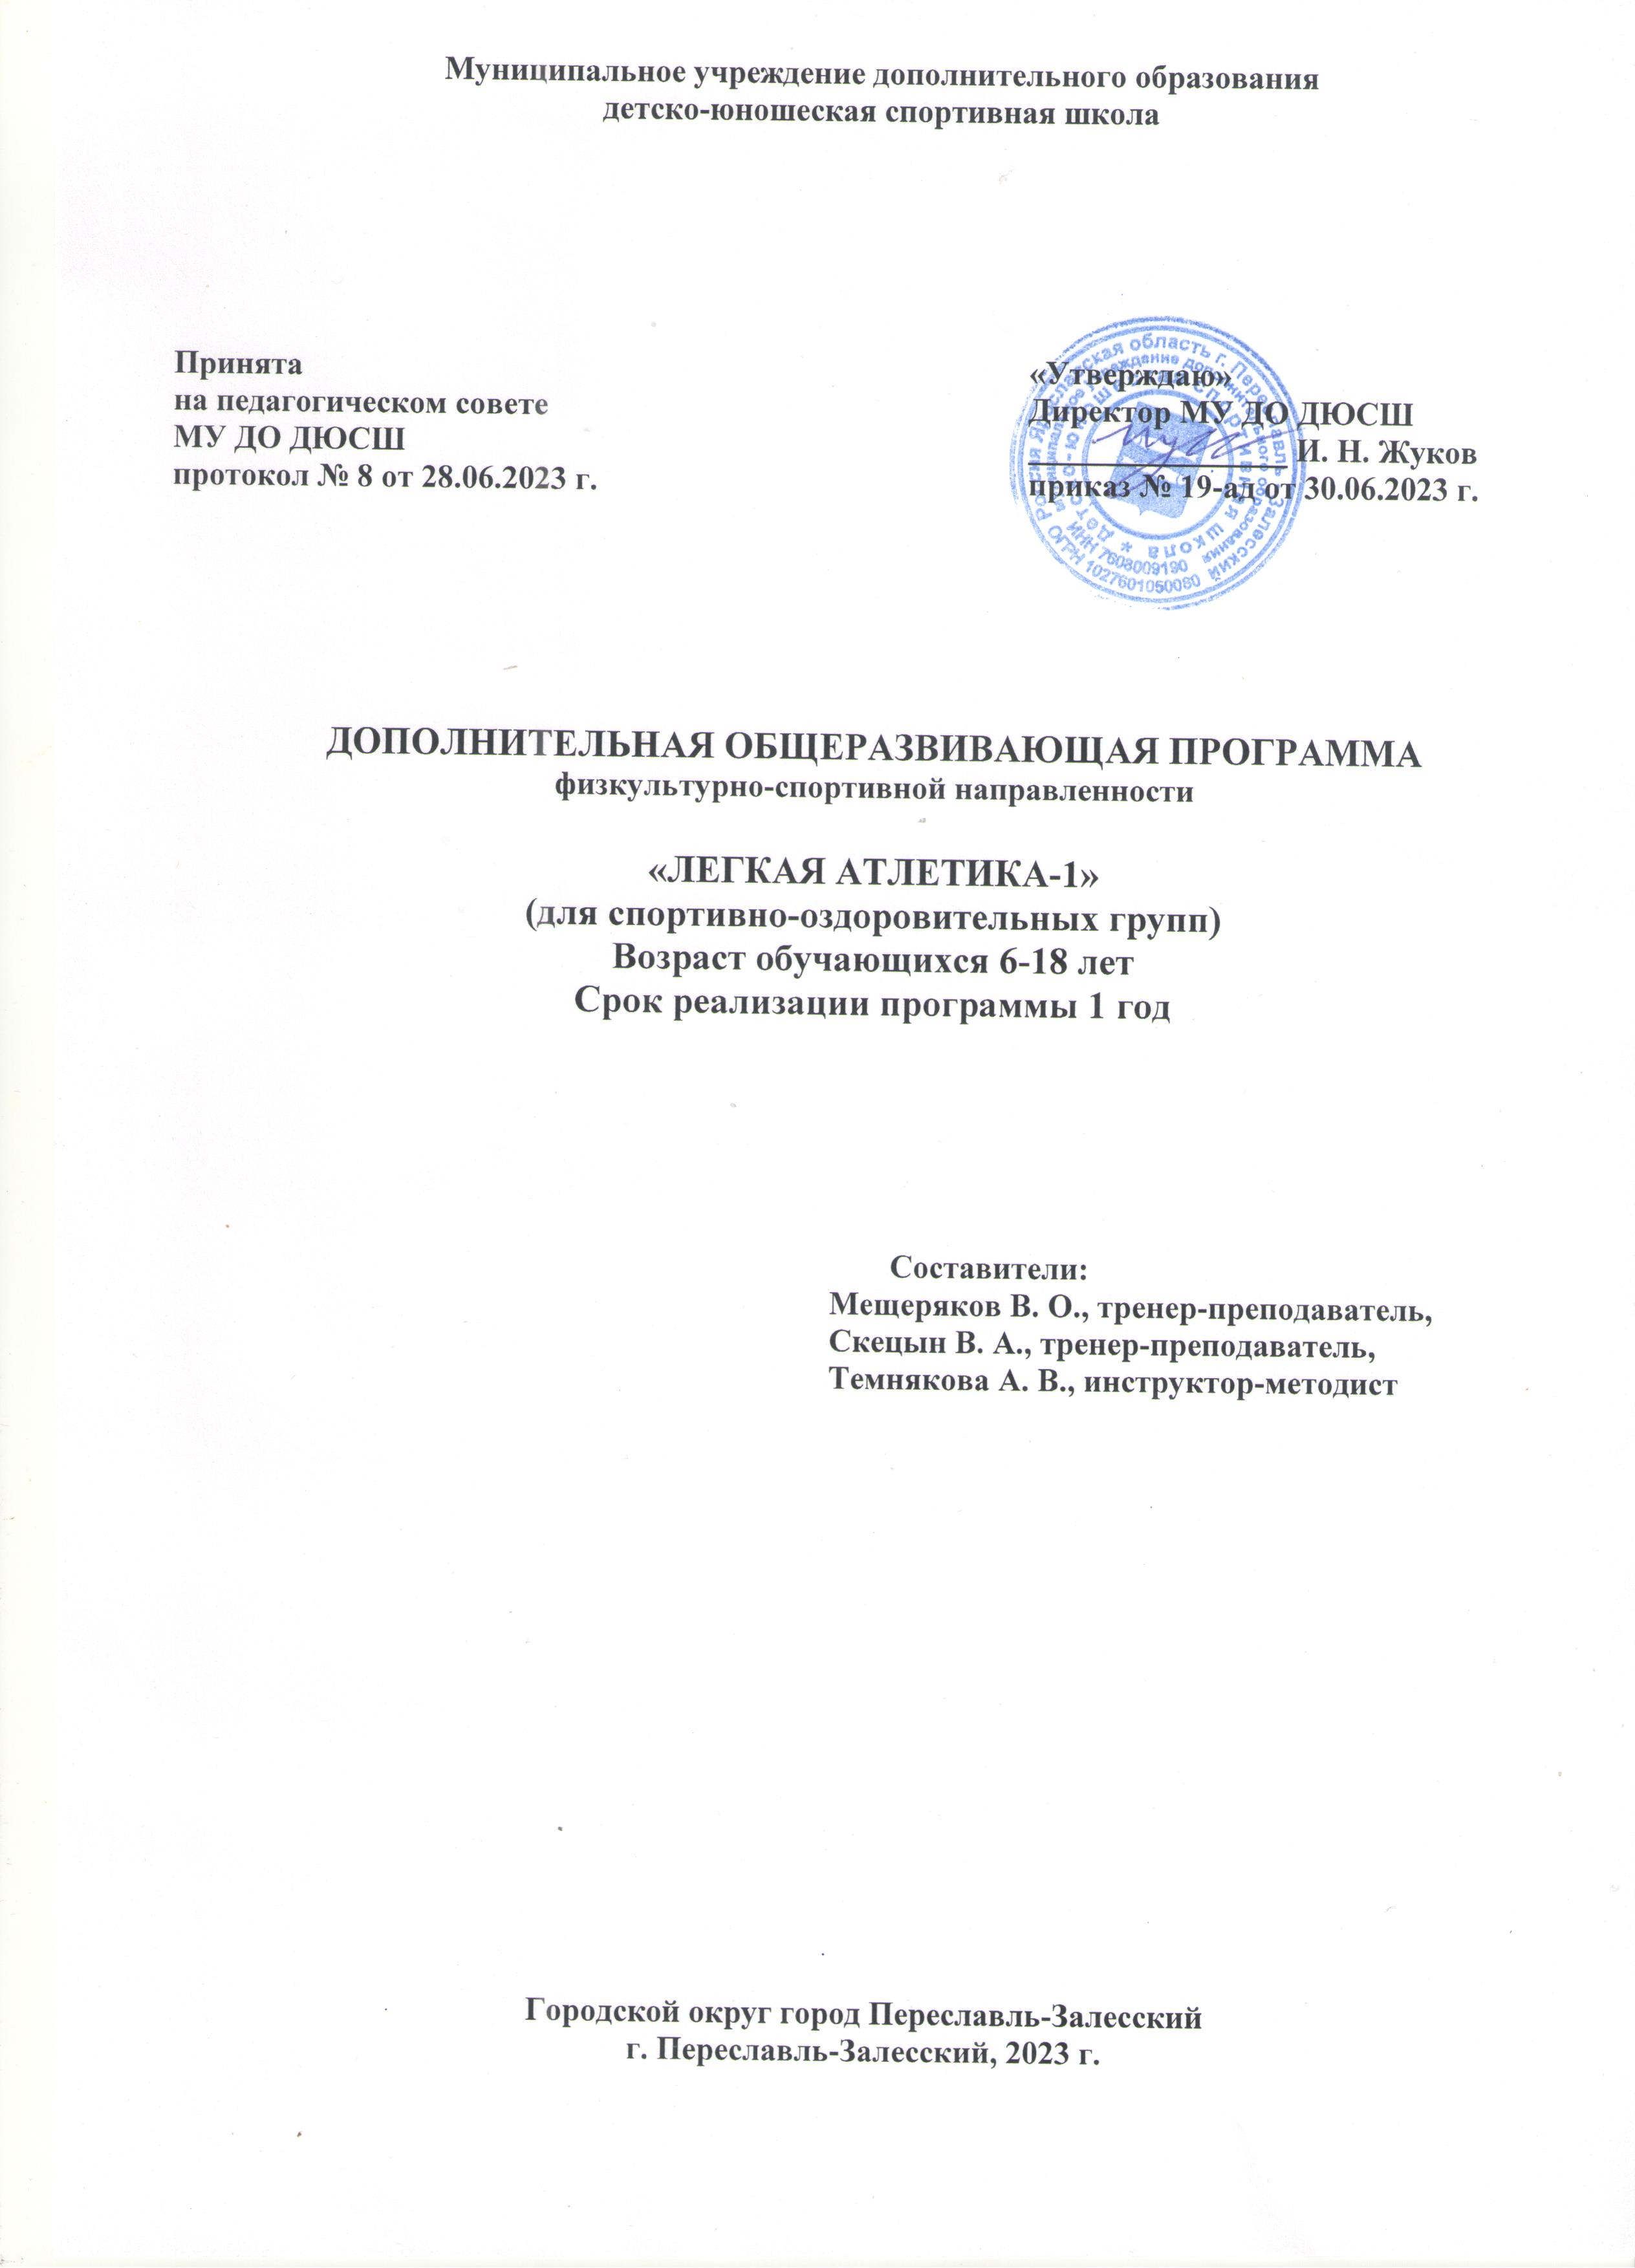 Муниципальное учреждение дополнительного образования
детско-юношеская спортивная школа
Принята
на педагогическом совете
МУ ДО ДЮСШ
протокол № 8 от 28.06.2023 г.
«Утверждаю»
Директор МУ ДО ДЮСШ
И. Н. Жуков
приказ № 19-ад от 30.06.2023 г.
ИНН 7608009190
ОГРН 1027601050080
ДОПОЛНИТЕЛЬНАЯ ОБЩЕРАЗВИВАЮЩАЯ ПРОГРАММА
физкультурно-спортивной направленности
«ЛЕГКАЯ АТЛЕТИКА-1»
(для спортивно-оздоровительных групп)
Возраст обучающихся 6-18 лет
Срок реализации программы 1 год
Составители:
Мещеряков В. О., тренер-преподаватель,
Скецын В. А., тренер-преподаватель,
Темнякова А. В., инструктор-методист
Городской округ город Переславль-Залесский
г. Переславль-Залесский, 2023 г.